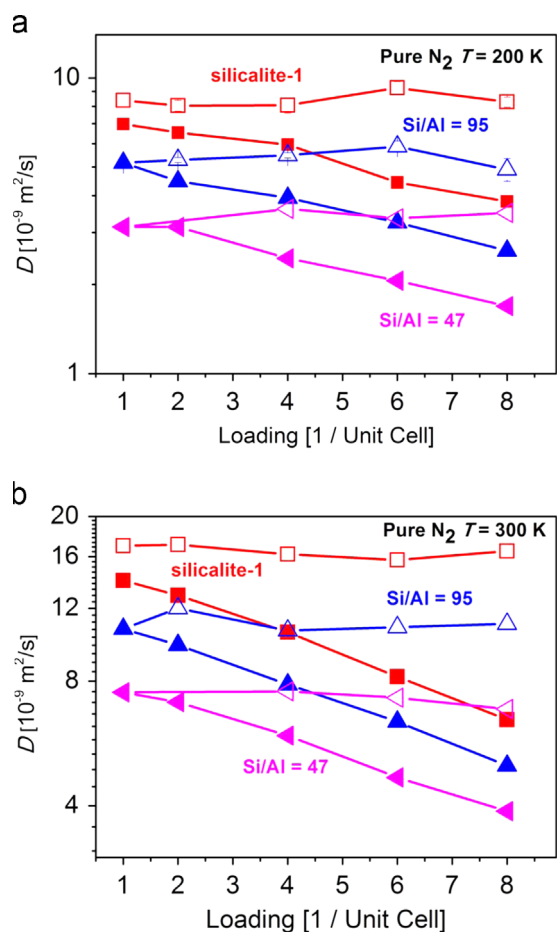 a
Pure N2 T = 200 K
silicalite-1
Si/Al = 95
Si/Al = 47
10
1
D [10-9 m2/s]
1 2 3 4 5 6 7 8
Loading [1 / Unit Cell]
b
Pure N2 T = 300 K
silicalite-1
Si/Al = 95
Si/Al = 47
20
16
12
8
4
D [10-9 m2/s]
1 2 3 4 5 6 7 8
Loading [1 / Unit Cell]